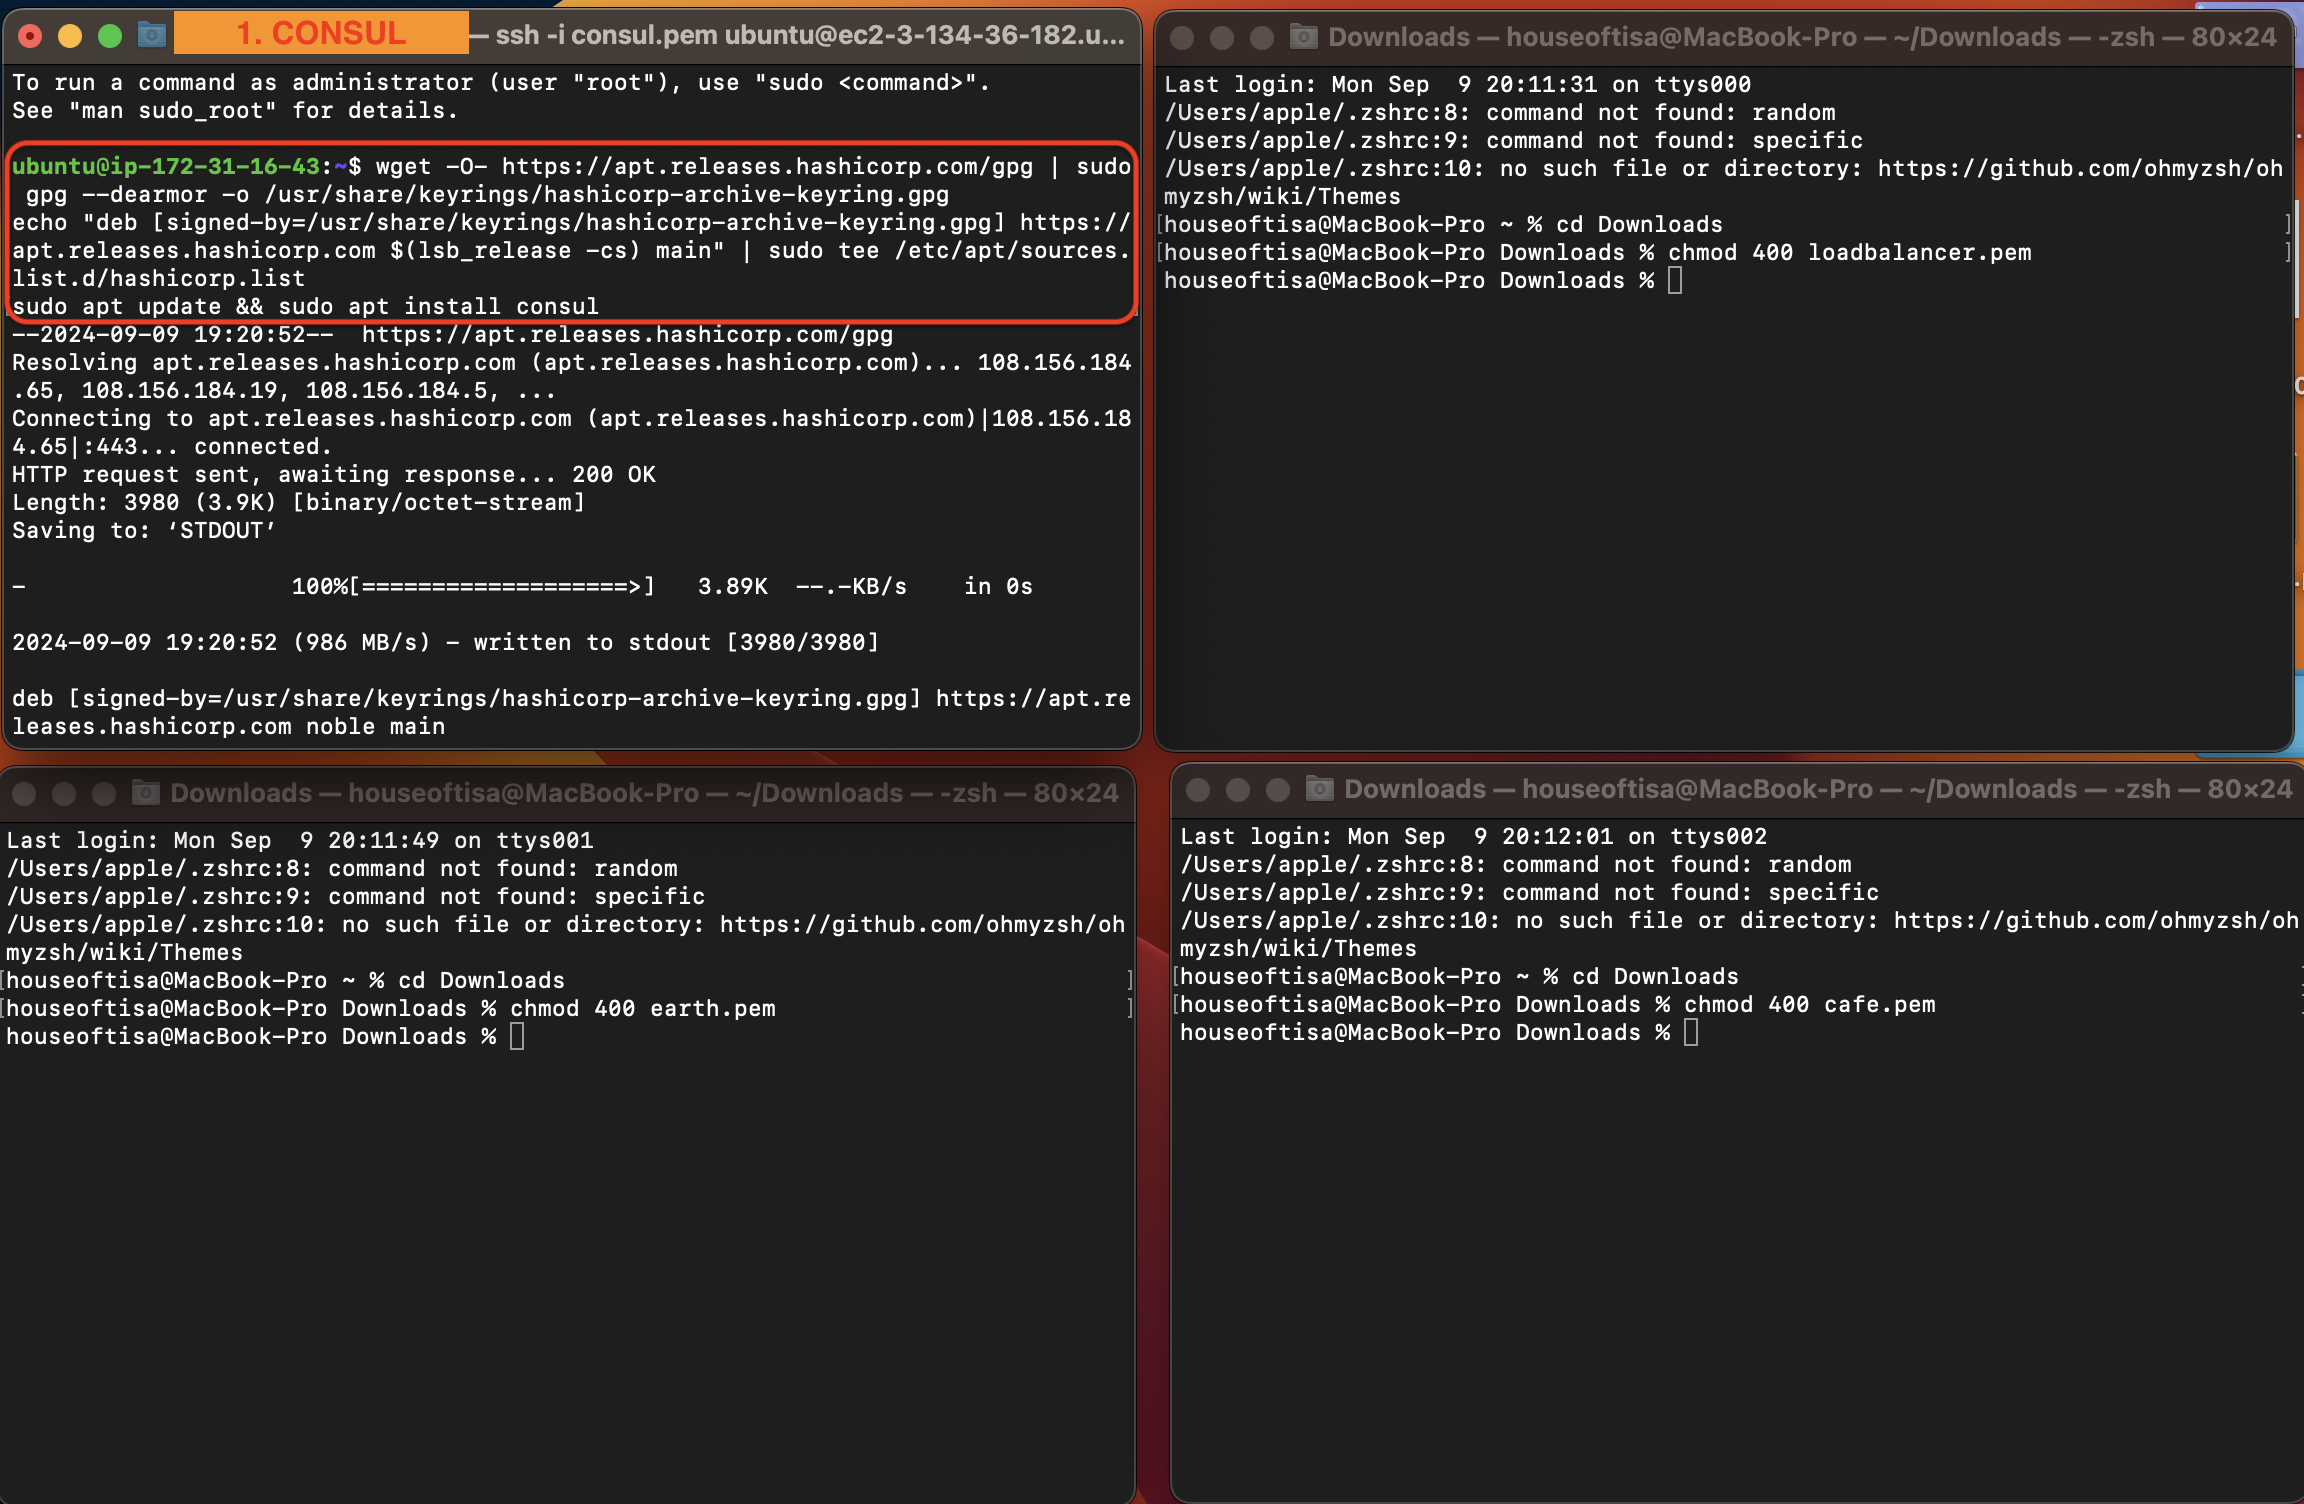 1. CONSUL — ssh -i consul.pem ubuntu@ec2-3-134-36-182.u...
To run a command as administrator (user "root"), use "sudo <command>".
See "man sudo_root" for details.
ubuntu@ip-172-31-16-43:~$ wget -O- https://apt.releases.hashicorp.com/gpg | sudo
 gpg --dearmor -o /usr/share/keyrings/hashicorp-archive-keyring.gpg
echo "deb [signed-by=/usr/share/keyrings/hashicorp-archive-keyring.gpg] https://
apt.releases.hashicorp.com $(lsb_release -cs) main" | sudo tee /etc/apt/sources.
list.d/hashicorp.list
sudo apt update && sudo apt install consul
--2024-09-09 19:20:52--  https://apt.releases.hashicorp.com/gpg
Resolving apt.releases.hashicorp.com (apt.releases.hashicorp.com)... 108.156.184
.65, 108.156.184.19, 108.156.184.5, ...
Connecting to apt.releases.hashicorp.com (apt.releases.hashicorp.com)|108.156.18
4.65|:443... connected.
HTTP request sent, awaiting response... 200 OK
Length: 3980 (3.9K) [binary/octet-stream]
Saving to: ‘STDOUT’
-                   100%[===================>]   3.89K  --.-KB/s    in 0s
2024-09-09 19:20:52 (986 MB/s) - written to stdout [3980/3980]
deb [signed-by=/usr/share/keyrings/hashicorp-archive-keyring.gpg] https://apt.re
leases.hashicorp.com noble main
Downloads — houseoftisa@MacBook-Pro — ~/Downloads — -zsh — 80×24
Last login: Mon Sep  9 20:11:31 on ttys000
/Users/apple/.zshrc:8: command not found: random
/Users/apple/.zshrc:9: command not found: specific
/Users/apple/.zshrc:10: no such file or directory: https://github.com/ohmyzsh/oh
myzsh/wiki/Themes
[houseoftisa@MacBook-Pro ~ % cd Downloads ]
[houseoftisa@MacBook-Pro Downloads % chmod 400 loadbalancer.pem ]
houseoftisa@MacBook-Pro Downloads %
Downloads — houseoftisa@MacBook-Pro — ~/Downloads — -zsh — 80×24
Last login: Mon Sep  9 20:11:49 on ttys001
/Users/apple/.zshrc:8: command not found: random
/Users/apple/.zshrc:9: command not found: specific
/Users/apple/.zshrc:10: no such file or directory: https://github.com/ohmyzsh/oh
myzsh/wiki/Themes
[houseoftisa@MacBook-Pro ~ % cd Downloads ]
[houseoftisa@MacBook-Pro Downloads % chmod 400 earth.pem ]
houseoftisa@MacBook-Pro Downloads %
Downloads — houseoftisa@MacBook-Pro — ~/Downloads — -zsh — 80×24
Last login: Mon Sep  9 20:12:01 on ttys002
/Users/apple/.zshrc:8: command not found: random
/Users/apple/.zshrc:9: command not found: specific
/Users/apple/.zshrc:10: no such file or directory: https://github.com/ohmyzsh/oh
myzsh/wiki/Themes
[houseoftisa@MacBook-Pro ~ % cd Downloads
[houseoftisa@MacBook-Pro Downloads % chmod 400 cafe.pem
houseoftisa@MacBook-Pro Downloads %